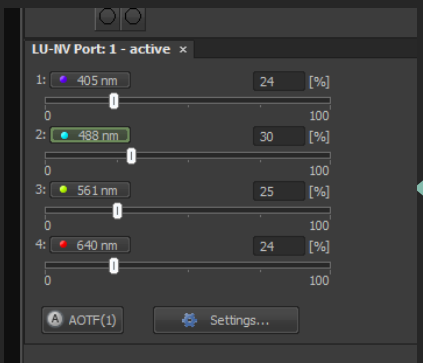 LU-NV Port: 1 - active ×
1: 405 nm 24 [%]
0 100
2: 488 nm 30 [%]
0 100
3: 561 nm 25 [%]
0 100
4: 640 nm 24 [%]
0 100
A AOTF(1) Settings...